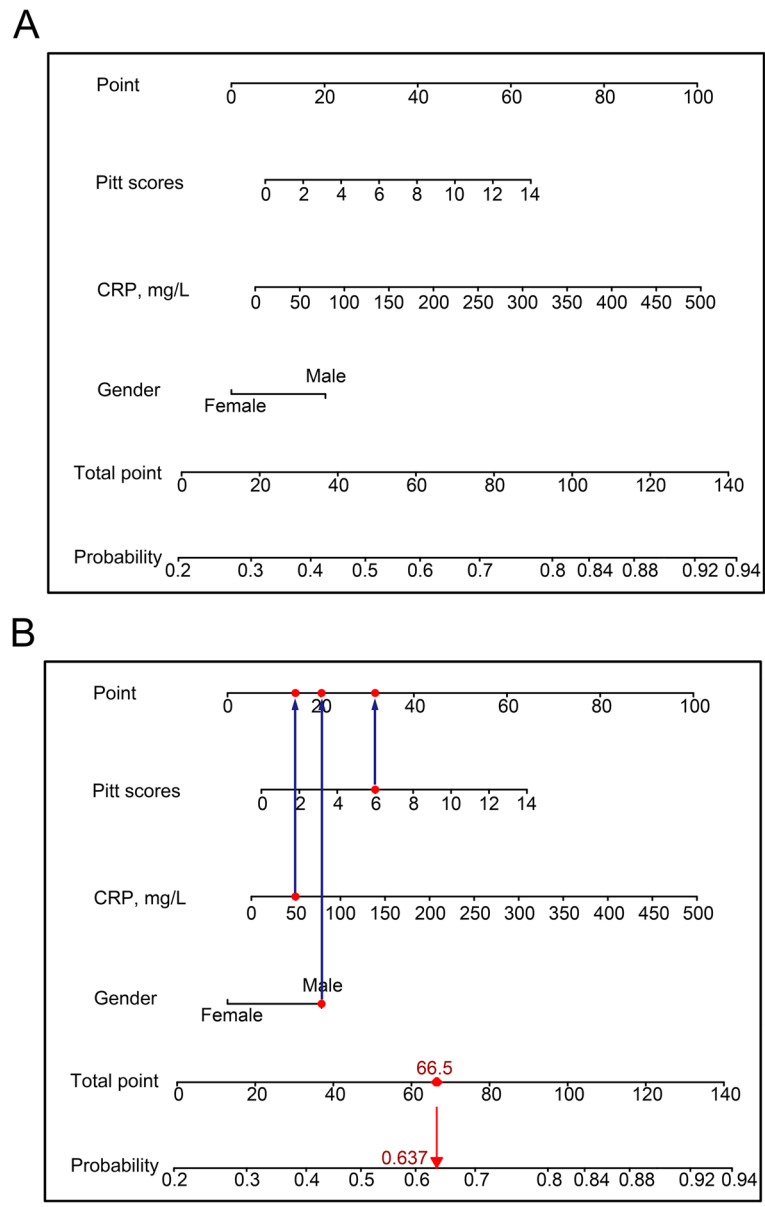 A
Point
0 20 40 60 80 100
Pitt scores
0 2 4 6 8 10 12 14
CRP, mg/L
0 50 100 150 200 250 300 350 400 450 500
Gender
Male
Female
Total point
0 20 40 60 80 100 120 140
Probability
0.2 0.3 0.4 0.5 0.6 0.7 0.8 0.84 0.88 0.92 0.94
B
Point
0 20 40 60 80 100
Pitt scores
0 2 4 6 8 10 12 14
CRP, mg/L
0 50 100 150 200 250 300 350 400 450 500
Gender
Male
Female
66.5
Total point
0 20 40 60 80 100 120 140
0.637
Probability
0.2 0.3 0.4 0.5 0.6 0.7 0.8 0.84 0.88 0.92 0.94